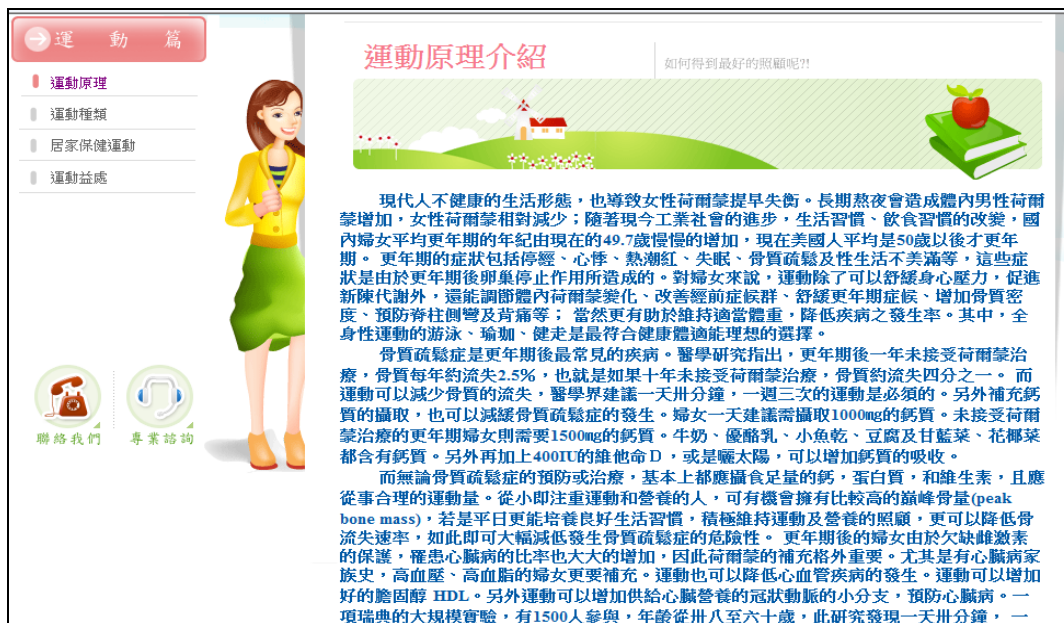 運動篇
運動原理
運動種類
居家保健運動
運動益處
聯絡我們
專業諮詢
運動原理介紹
如何得到最好的照顧呢?!
現代人不健康的生活形態，也導致女性荷爾蒙提早失衡。長期熬夜會造成體內男性荷爾
蒙增加，女性荷爾蒙相對減少；隨著現今工業社會的進步，生活習慣、飲食習慣的改變，國
內婦女平均更年期的年紀由現在的49.7歲慢慢的增加，現在美國人平均是50歲以後才更年
期。 更年期的症狀包括停經、心悸、熱潮紅、失眠、骨質疏鬆及性生活不美滿等，這些症
狀是由於更年期後卵巢停止作用所造成的。對婦女來說，運動除了可以舒緩身心壓力，促進
新陳代謝外，還能調節體內荷爾蒙變化、改善經前症候群、舒緩更年期症候、增加骨質密
度、預防脊柱側彎及背痛等； 當然更有助於維持適當體重，降低疾病之發生率。其中，全
身性運動的游泳、瑜珈、健走是最符合健康體適能理想的選擇。
骨質疏鬆症是更年期後最常見的疾病。醫學研究指出，更年期後一年未接受荷爾蒙治
療，骨質每年約流失2.5%，也就是如果十年未接受荷爾蒙治療，骨質約流失四分之一。 而
運動可以減少骨質的流失，醫學界建議一天卅分鐘，一週三次的運動是必須的。另外補充鈣
質的攝取，也可以減緩骨質疏鬆症的發生。婦女一天建議需攝取1000mg的鈣質。未接受荷爾
蒙治療的更年期婦女則需要1500mg的鈣質。牛奶、優酪乳、小魚乾、豆腐及甘藍菜、花椰菜
都含有鈣質。另外再加上400IU的維他命Ｄ，或是曬太陽，可以增加鈣質的吸收。
而無論骨質疏鬆症的預防或治療，基本上都應攝食足量的鈣，蛋白質，和維生素，且應
從事合理的運動量。從小即注重運動和營養的人，可有機會擁有比較高的巔峰骨量(peak
bone mass)，若是平日更能培養良好生活習慣，積極維持運動及營養的照顧，更可以降低骨
流失速率，如此即可大幅減低發生骨質疏鬆症的危險性。 更年期後的婦女由於欠缺雌激素
的保護，罹患心臟病的比率也大大的增加，因此荷爾蒙的補充格外重要。尤其是有心臟病家
族史，高血壓、高血脂的婦女更要補充。運動也可以降低心血管疾病的發生。運動可以增加
好的膽固醇 HDL。另外運動可以增加供給心臟營養的冠狀動脈的小分支，預防心臟病。一
項瑞典的大規模實驗，有1500人參與，年齡從卅八至六十歲，此研究發現一天卅分鐘， 一